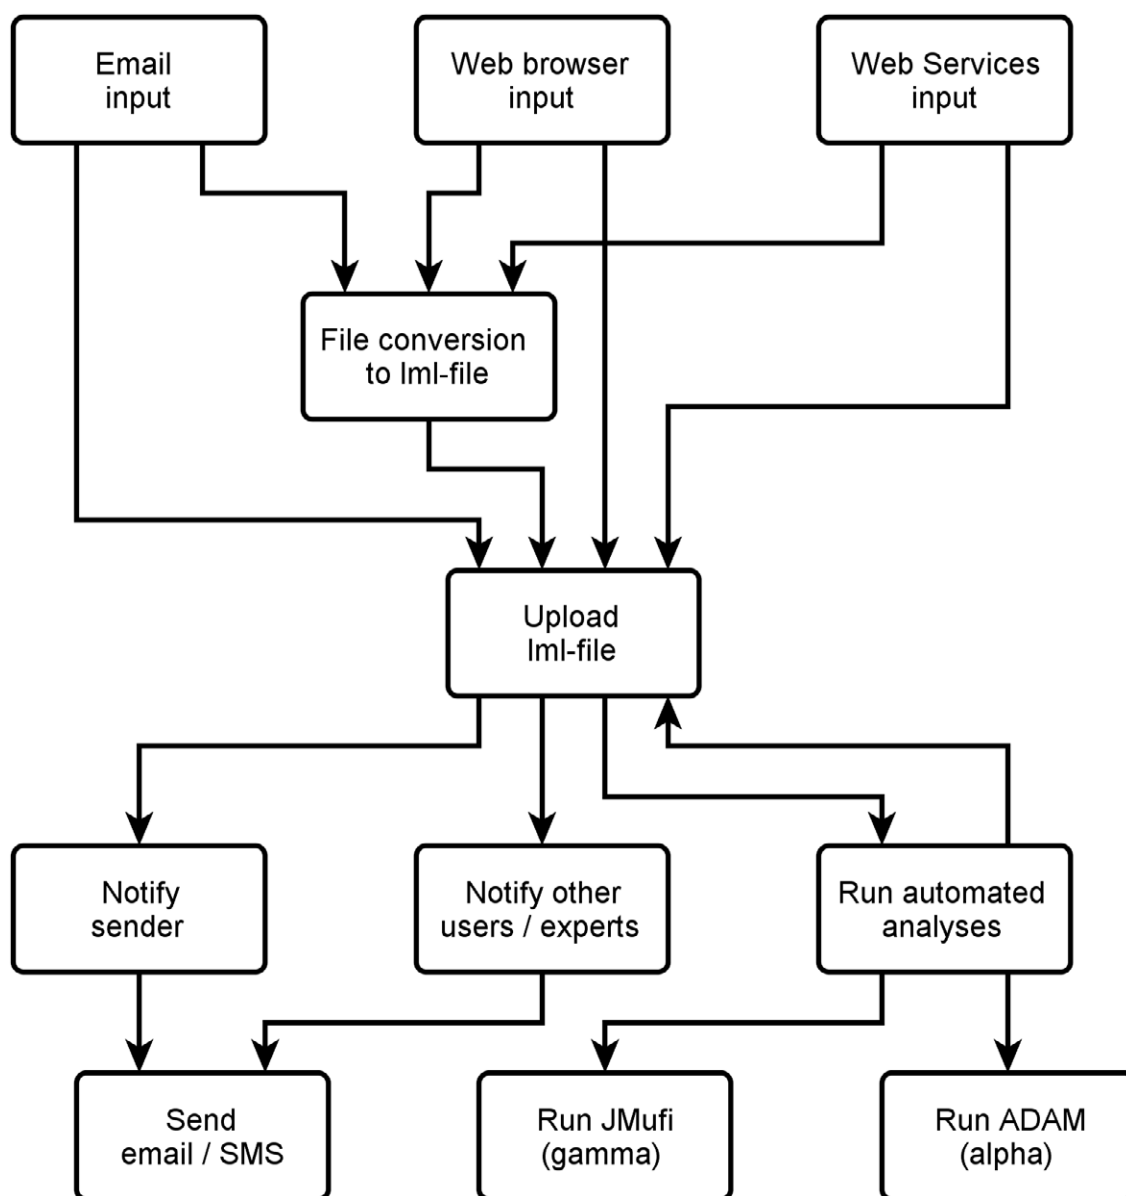 Email
input
Web browser
input
Web Services
input
File conversion
to lml-file
Upload
lml-file
Notify
sender
Notify other
users / experts
Run automated
analyses
Send
email / SMS
Run JMufi
(gamma)
Run ADAM
(alpha)